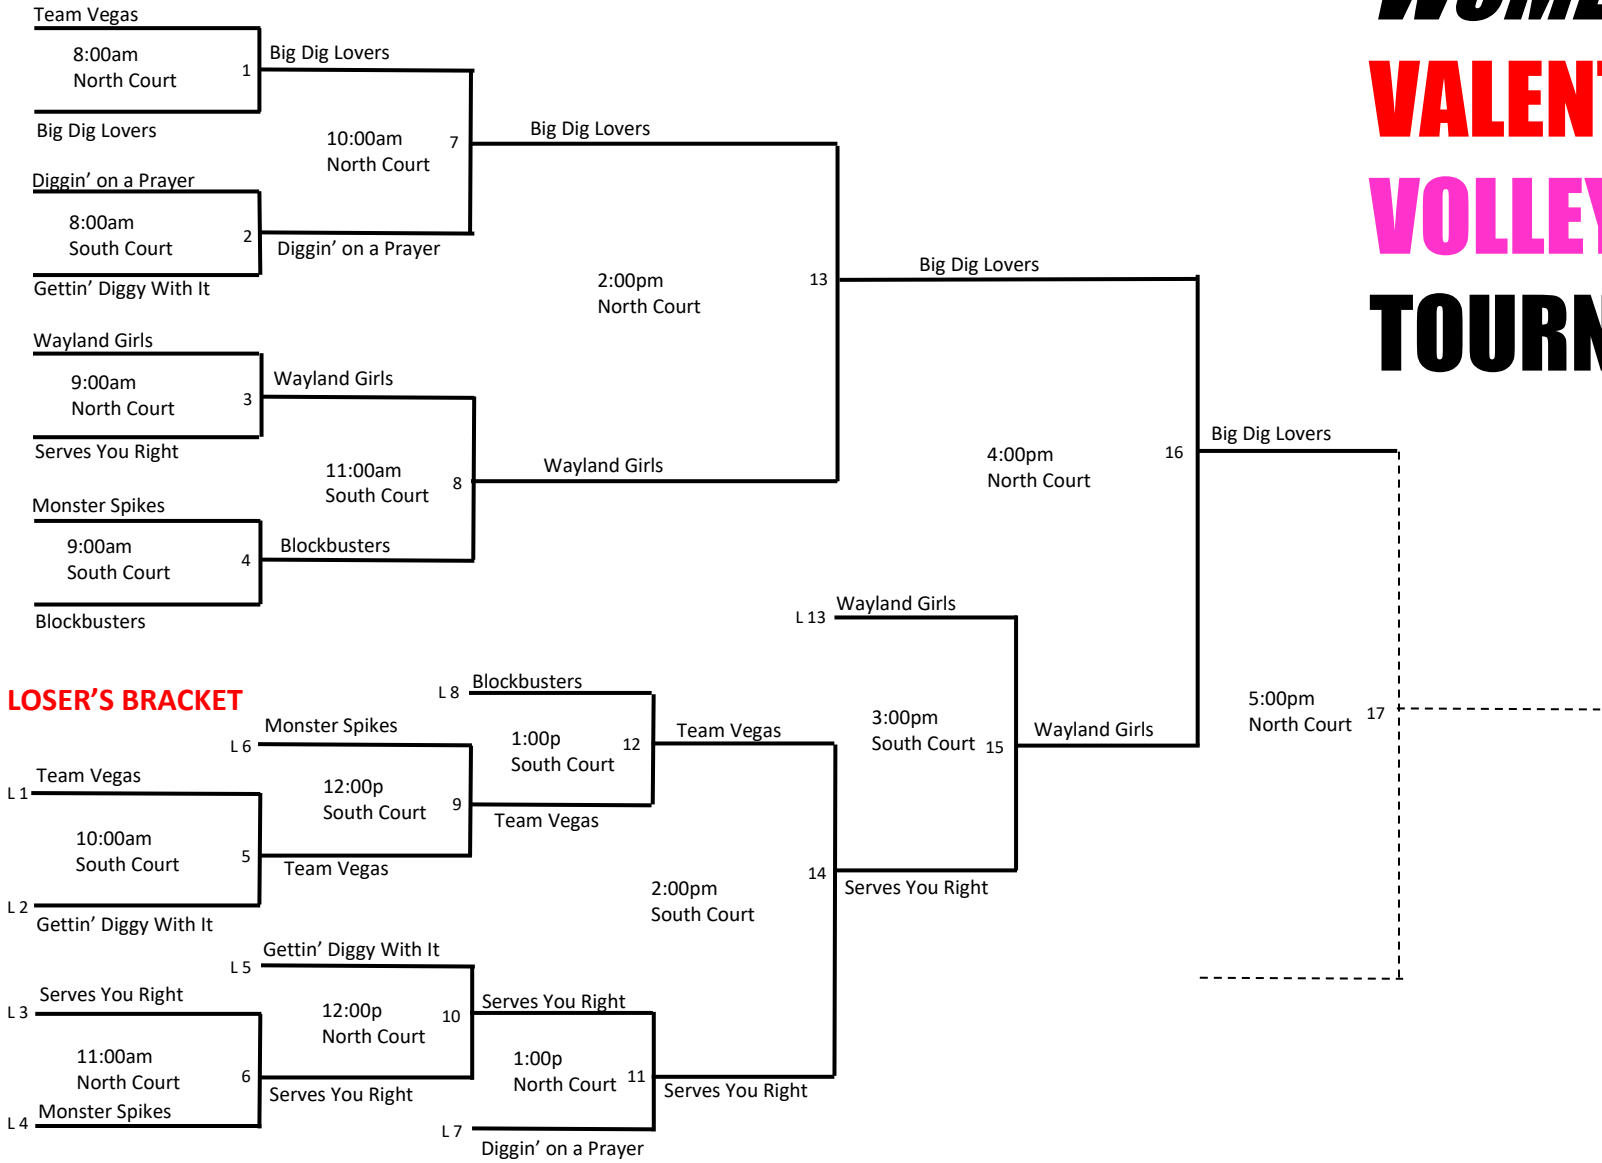 Team Vegas
8:00am
North Court
1
Big Dig Lovers
Big Dig Lovers
10:00am
North Court
7
Big Dig Lovers
Diggin' on a Prayer
8:00am
South Court
2
Diggin' on a Prayer
Gettin' Diggy With It
2:00pm
North Court
13
Big Dig Lovers
Wayland Girls
9:00am
North Court
3
Wayland Girls
Serves You Right
11:00am
South Court
8
Wayland Girls
Monster Spikes
9:00am
South Court
4
Blockbusters
Blockbusters
4:00pm
North Court
16
Big Dig Lovers
VALENT
VOLLEY
TOURN
L 13
Wayland Girls
3:00pm
South Court
15
Wayland Girls
5:00pm
North Court
17
LOSER'S BRACKET
L 8
Blockbusters
L 6
Monster Spikes
1:00p
South Court
12
Team Vegas
L 1
Team Vegas
12:00p
South Court
9
Team Vegas
10:00am
South Court
5
Team Vegas
L 2
Gettin' Diggy With It
2:00pm
South Court
14
Serves You Right
L 5
Gettin' Diggy With It
L 3
Serves You Right
12:00p
North Court
10
Serves You Right
11:00am
North Court
6
Serves You Right
L 4
Monster Spikes
1:00p
North Court
11
Serves You Right
L 7
Diggin' on a Prayer